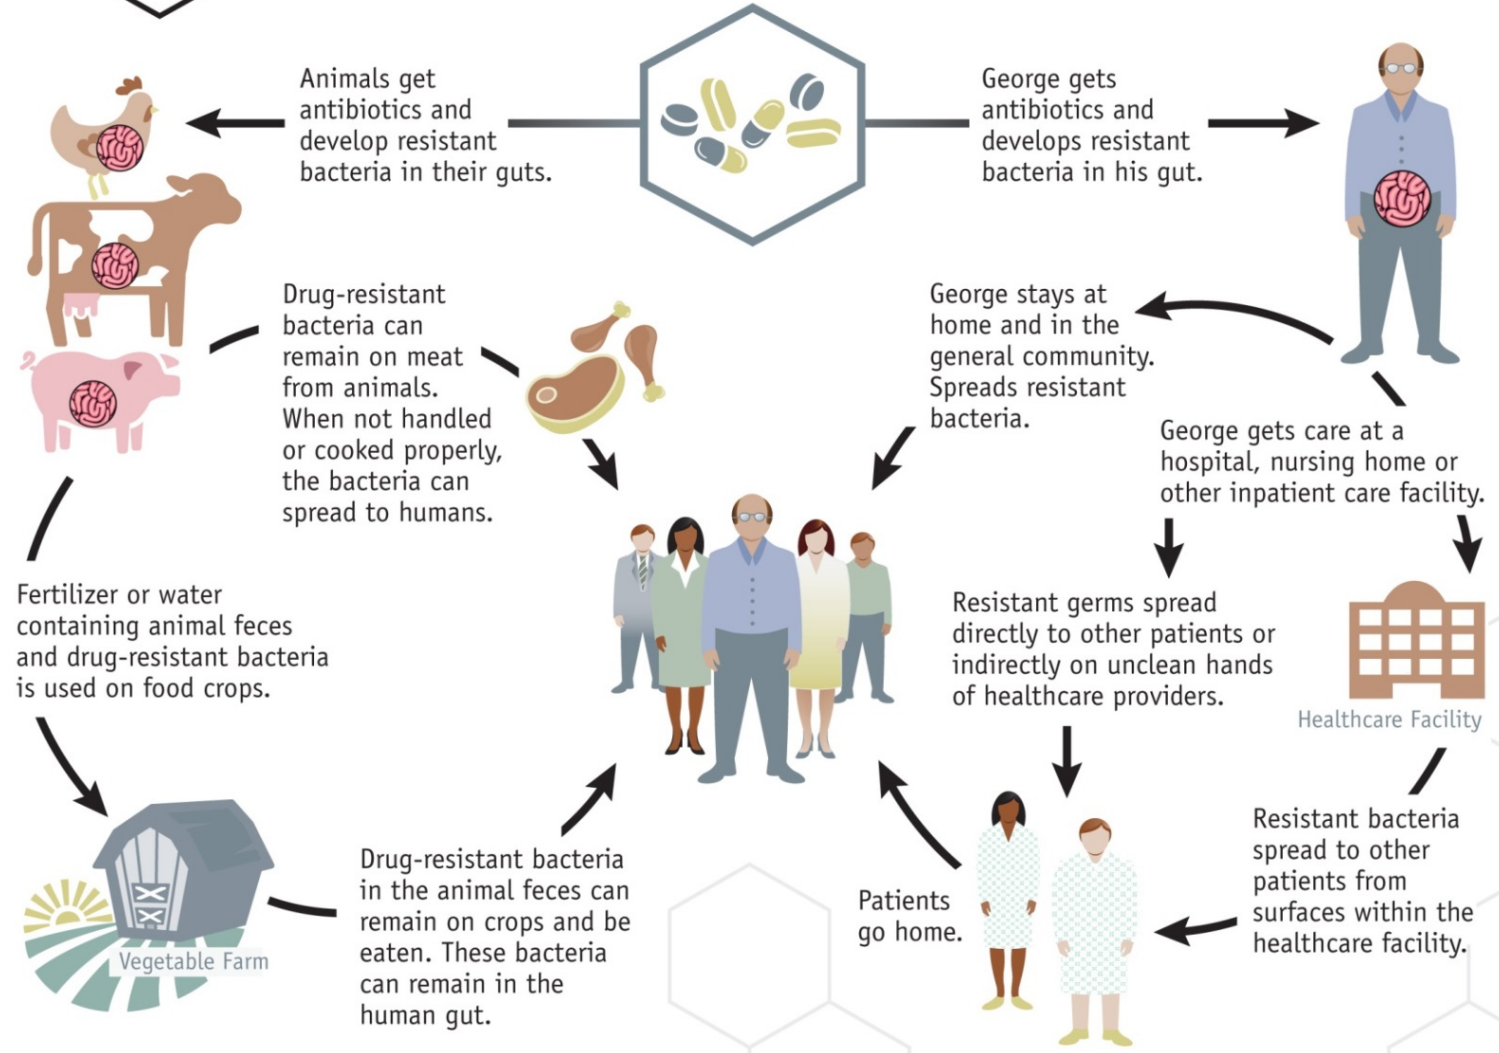 Animals get
antibiotics and
develop resistant
bacteria in their guts.
George gets
antibiotics and
develops resistant
bacteria in his gut.
Drug-resistant
bacteria can
remain on meat
from animals.
When not handled
or cooked properly,
the bacteria can
spread to humans.
George stays at
home and in the
general community.
Spreads resistant
bacteria.
George gets care at a
hospital, nursing home or
other inpatient care facility.
Fertilizer or water
containing animal feces
and drug-resistant bacteria
is used on food crops.
Resistant germs spread
directly to other patients or
indirectly on unclean hands
of healthcare providers.
Healthcare Facility
Vegetable Farm
Drug-resistant bacteria
in the animal feces can
remain on crops and be
eaten. These bacteria
can remain in the
human gut.
Patients
go home.
Resistant bacteria
spread to other
patients from
surfaces within the
healthcare facility.